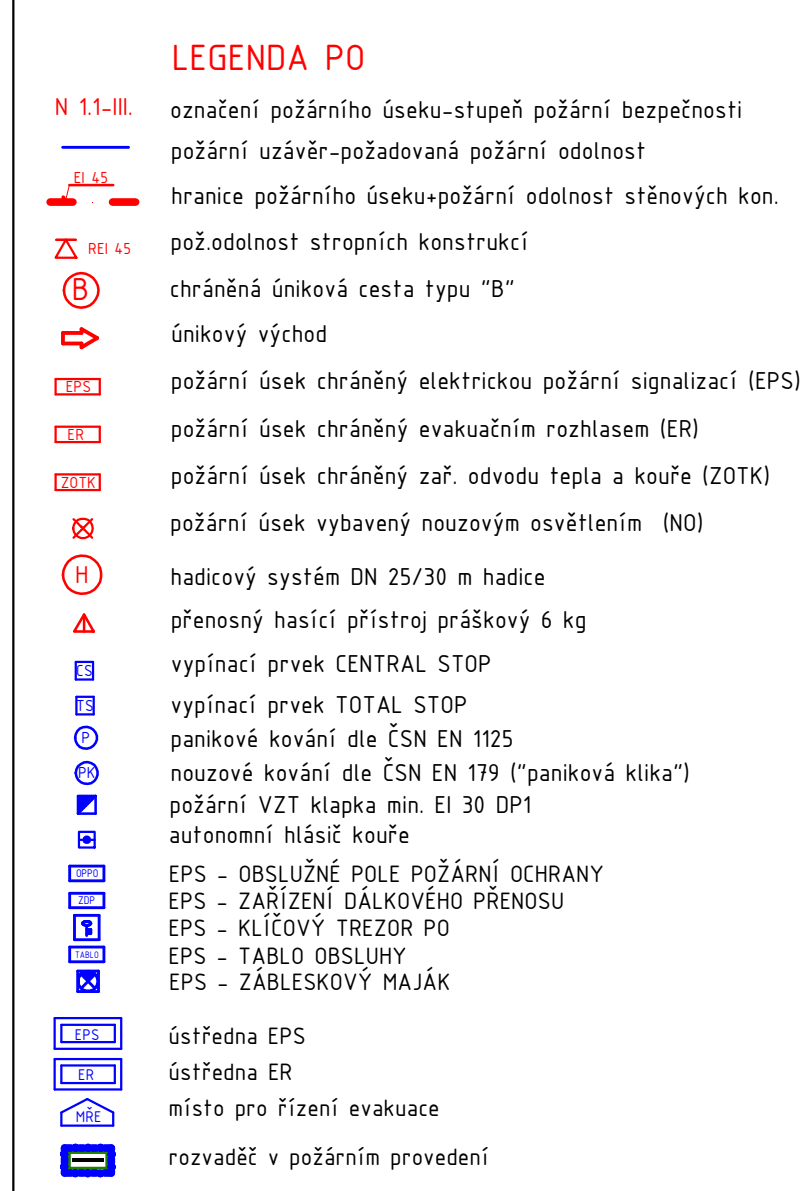 LEGENDA PO
N 1.1-III. označení požárního úseku-stupeň požární bezpečnosti
požární uzávěr-požadovaná požární odolnost
EI 45 hranice požárního úseku+požární odolnost stěnových kon.
REI 45 pož.odolnost stropních konstrukcí
B chráněná úniková cesta typu "B"
únikový východ
EPS požární úsek chráněný elektrickou požární signalizací (EPS)
ER požární úsek chráněný evakuačním rozhlasem (ER)
ZOTK požární úsek chráněný zař. odvodu tepla a kouře (ZOTK)
požární úsek vybavený nouzovým osvětlením (NO)
H hadicový systém DN 25/30 m hadice
přenosný hasící přístroj práškový 6 kg
CS vypínací prvek CENTRAL STOP
TS vypínací prvek TOTAL STOP
P panikové kování dle ČSN EN 1125
PK nouzové kování dle ČSN EN 179 ("paniková klika")
požární VZT klapka min. EI 30 DP1
autonomní hlásič kouře
OPPO EPS - OBSLUŽNÉ POLE POŽÁRNÍ OCHRANY
ZDP EPS - ZAŘÍZENÍ DÁLKOVÉHO PŘENOSU
EPS - KLÍČOVÝ TREZOR PO
TABLO EPS - TABLO OBSLUHY
EPS - ZÁBLESKOVÝ MAJÁK
EPS ústředna EPS
ER ústředna ER
MŘE místo pro řízení evakuace
rozvaděč v požárním provedení